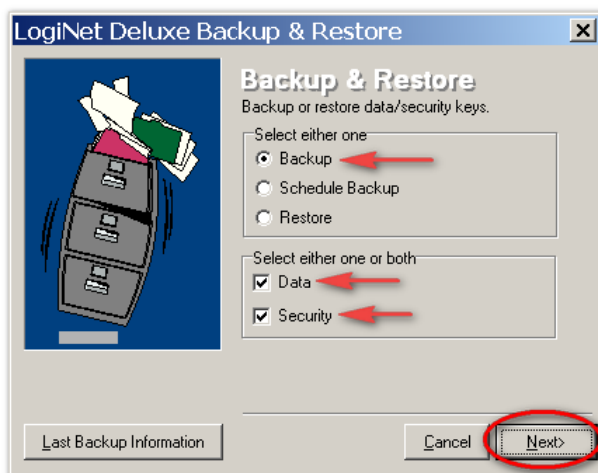 LogiNet Deluxe Backup & Restore
Backup & Restore
Backup or restore data/security keys.
Select either one
Backup
Schedule Backup
Restore
Select either one or both
Data
Security
Last Backup Information
Cancel
Next>